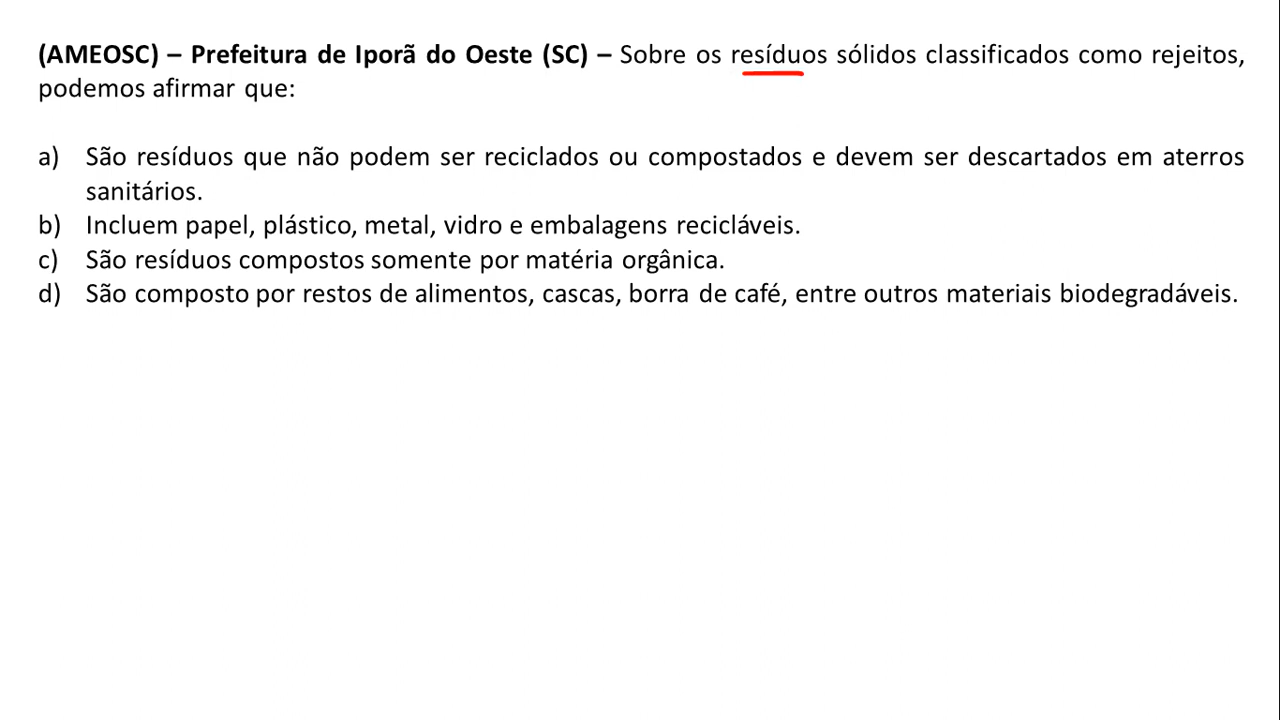 (AMEOSC) – Prefeitura de Iporã do Oeste (SC) – Sobre os resíduos sólidos classificados como rejeitos,
podemos afirmar que:
a) São resíduos que não podem ser reciclados ou compostados e devem ser descartados em aterros
sanitários.
b) Incluem papel, plástico, metal, vidro e embalagens recicláveis.
c) São resíduos compostos somente por matéria orgânica.
d) São composto por restos de alimentos, cascas, borra de café, entre outros materiais biodegradáveis.